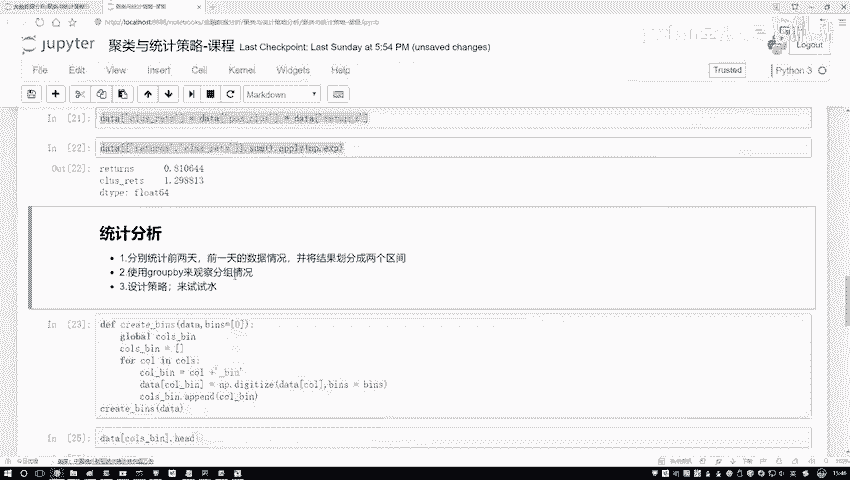 jupyter 聚类与统计策略-课程 Last Checkpoint: Last Sunday at 5:54 PM (unsaved changes)
Logout
File Edit View Insert Cell Kernel Widgets Help
Trusted
Python 3
Markdown
In [21]:
In [22]: data[['returns','clus_rets']].sum().apply(np.exp)
Out[22]: returns 0.810644
clus_rets 1.298813
dtype: float64
统计分析
1.分别统计前两天，前一天的数据情况，并将结果划分成两个区间
2.使用groupby来观察分组情况
3.设计策略；来试试水
In [23]: def create_bins(data,bins=[0]):
global cols_bin
cols_bin = []
for col in cols:
col_bin = col +'_bin'
data[col_bin] = np.digitize(data[col],bins = bins)
cols_bin.append(col_bin)
create_bins(data)
In [25]: data[cols_bin].head()
15:46